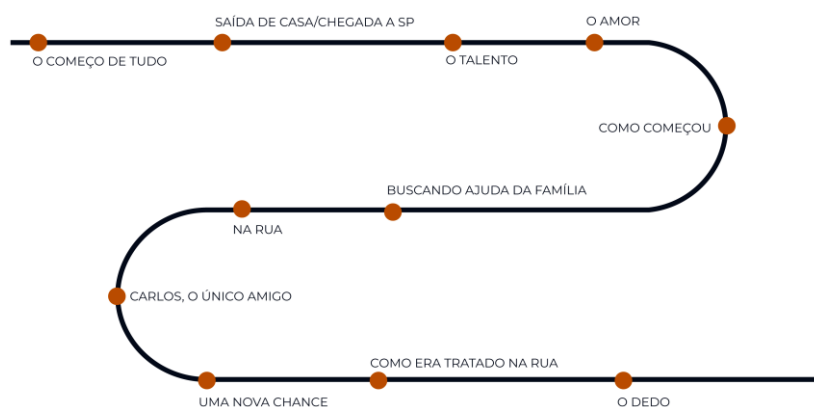 O COMEÇO DE TUDO
SAÍDA DE CASA/CHEGADA A SP
O TALENTO
O AMOR
COMO COMEÇOU
BUSCANDO AJUDA DA FAMÍLIA
NA RUA
CARLOS, O ÚNICO AMIGO
UMA NOVA CHANCE
COMO ERA TRATADO NA RUA
O DEDO